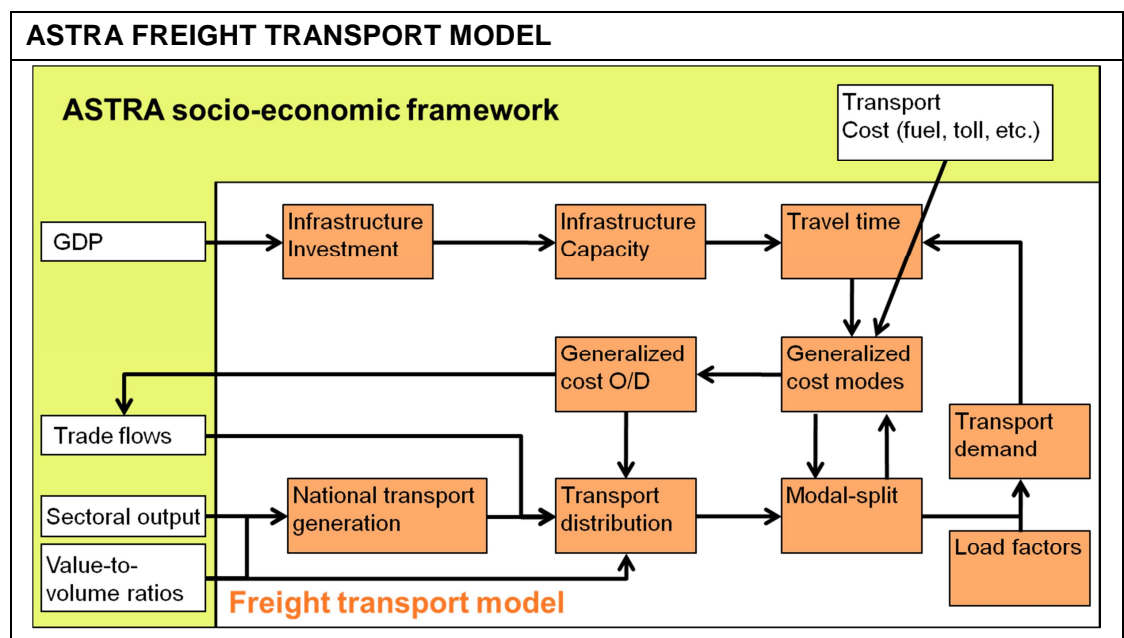 ASTRA FREIGHT TRANSPORT MODEL
ASTRA socio-economic framework
Transport
Cost (fuel, toll, etc.)
GDP
Infrastructure
Investment
Infrastructure
Capacity
Travel time
Generalized
cost O/D
Generalized
cost modes
Trade flows
Transport
demand
Sectoral output
National transport
generation
Transport
distribution
Modal-split
Load factors
Value-to-
volume ratios
Freight transport model